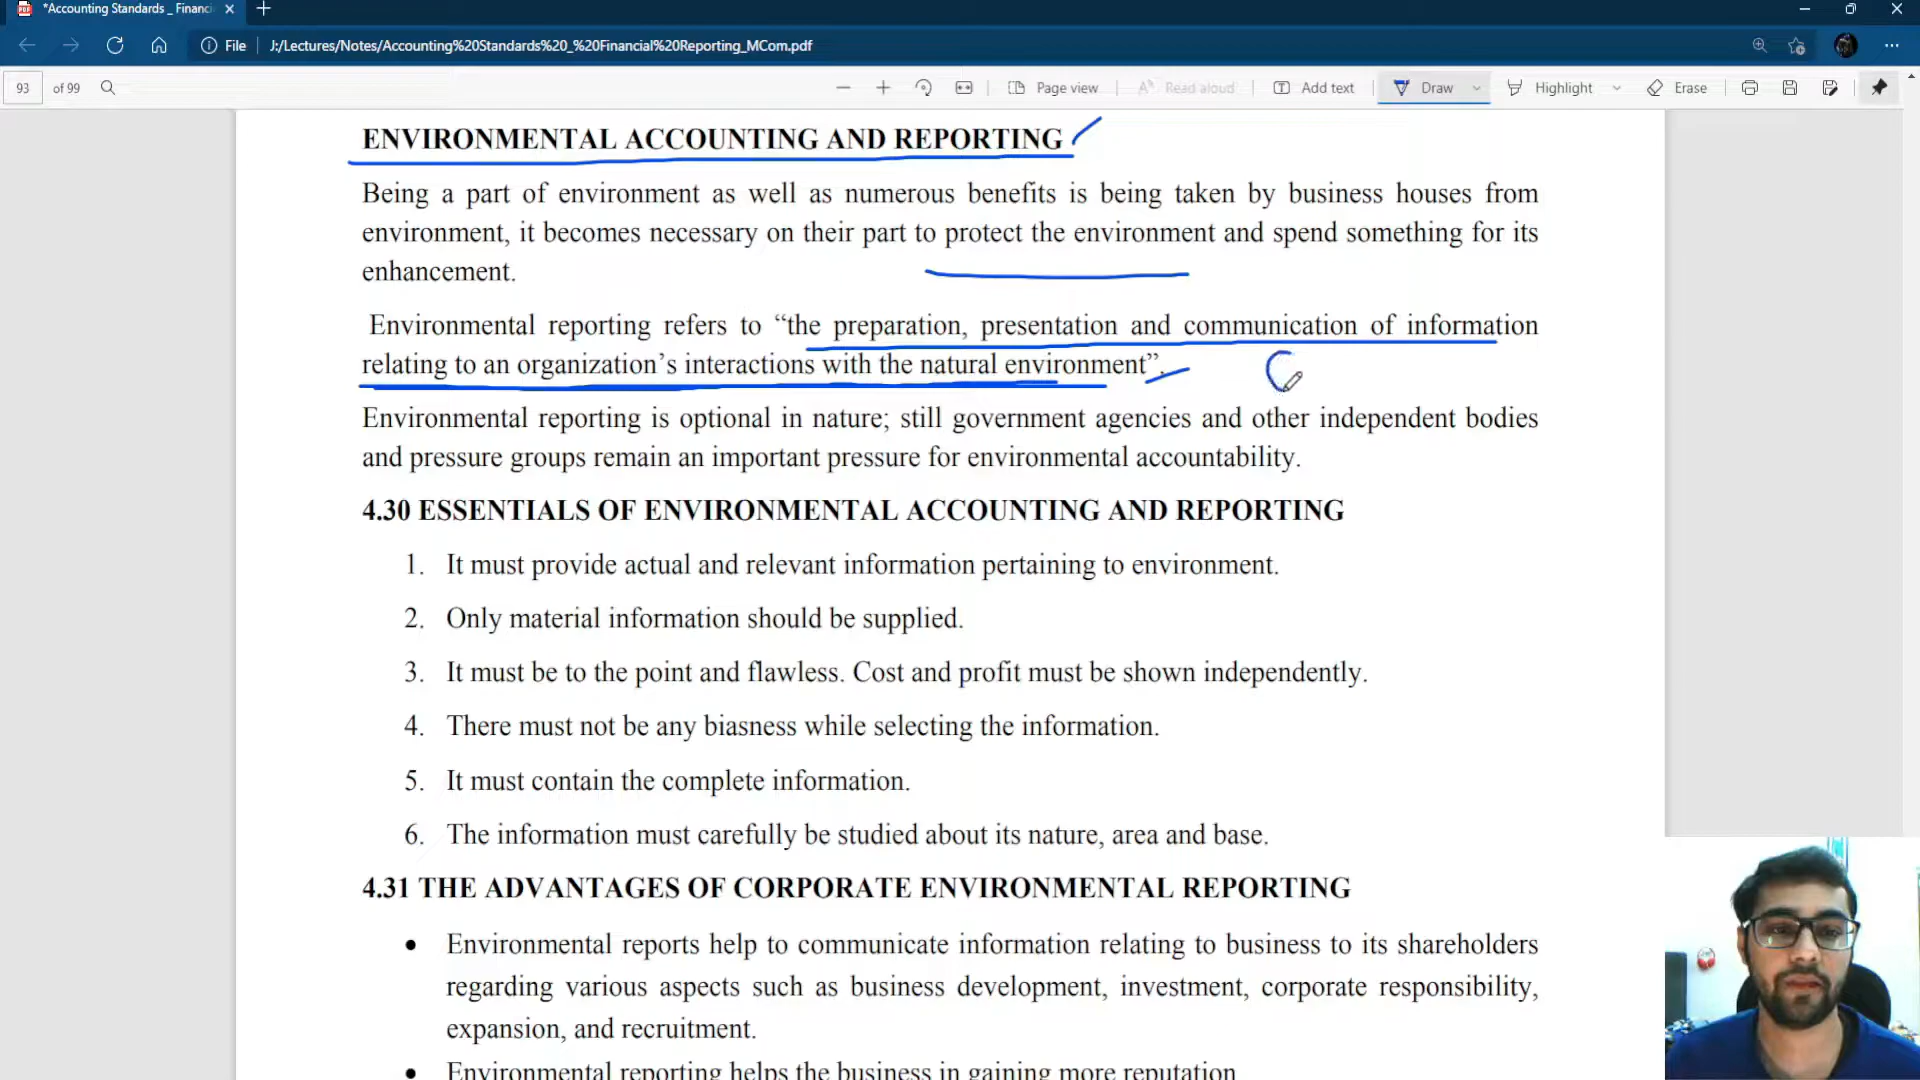 *Accounting Standards _ Financi
File
J:/Lectures/Notes/Accounting%20Standards%20_%20Financial%20Reporting_MCom.pdf
93 of 99
Page view
Read aloud
Add text
Draw
Highlight
Erase
ENVIRONMENTAL ACCOUNTING AND REPORTING
Being a part of environment as well as numerous benefits is being taken by business houses from
environment, it becomes necessary on their part to protect the environment and spend something for its
enhancement.
Environmental reporting refers to “the preparation, presentation and communication of information
relating to an organization’s interactions with the natural environment”.
Environmental reporting is optional in nature; still government agencies and other independent bodies
and pressure groups remain an important pressure for environmental accountability.
4.30 ESSENTIALS OF ENVIRONMENTAL ACCOUNTING AND REPORTING
1. It must provide actual and relevant information pertaining to environment.
2. Only material information should be supplied.
3. It must be to the point and flawless. Cost and profit must be shown independently.
4. There must not be any biasness while selecting the information.
5. It must contain the complete information.
6. The information must carefully be studied about its nature, area and base.
4.31 THE ADVANTAGES OF CORPORATE ENVIRONMENTAL REPORTING
• Environmental reports help to communicate information relating to business to its shareholders
regarding various aspects such as business development, investment, corporate responsibility,
expansion, and recruitment.
• Environmental reporting helps the business in gaining more reputation